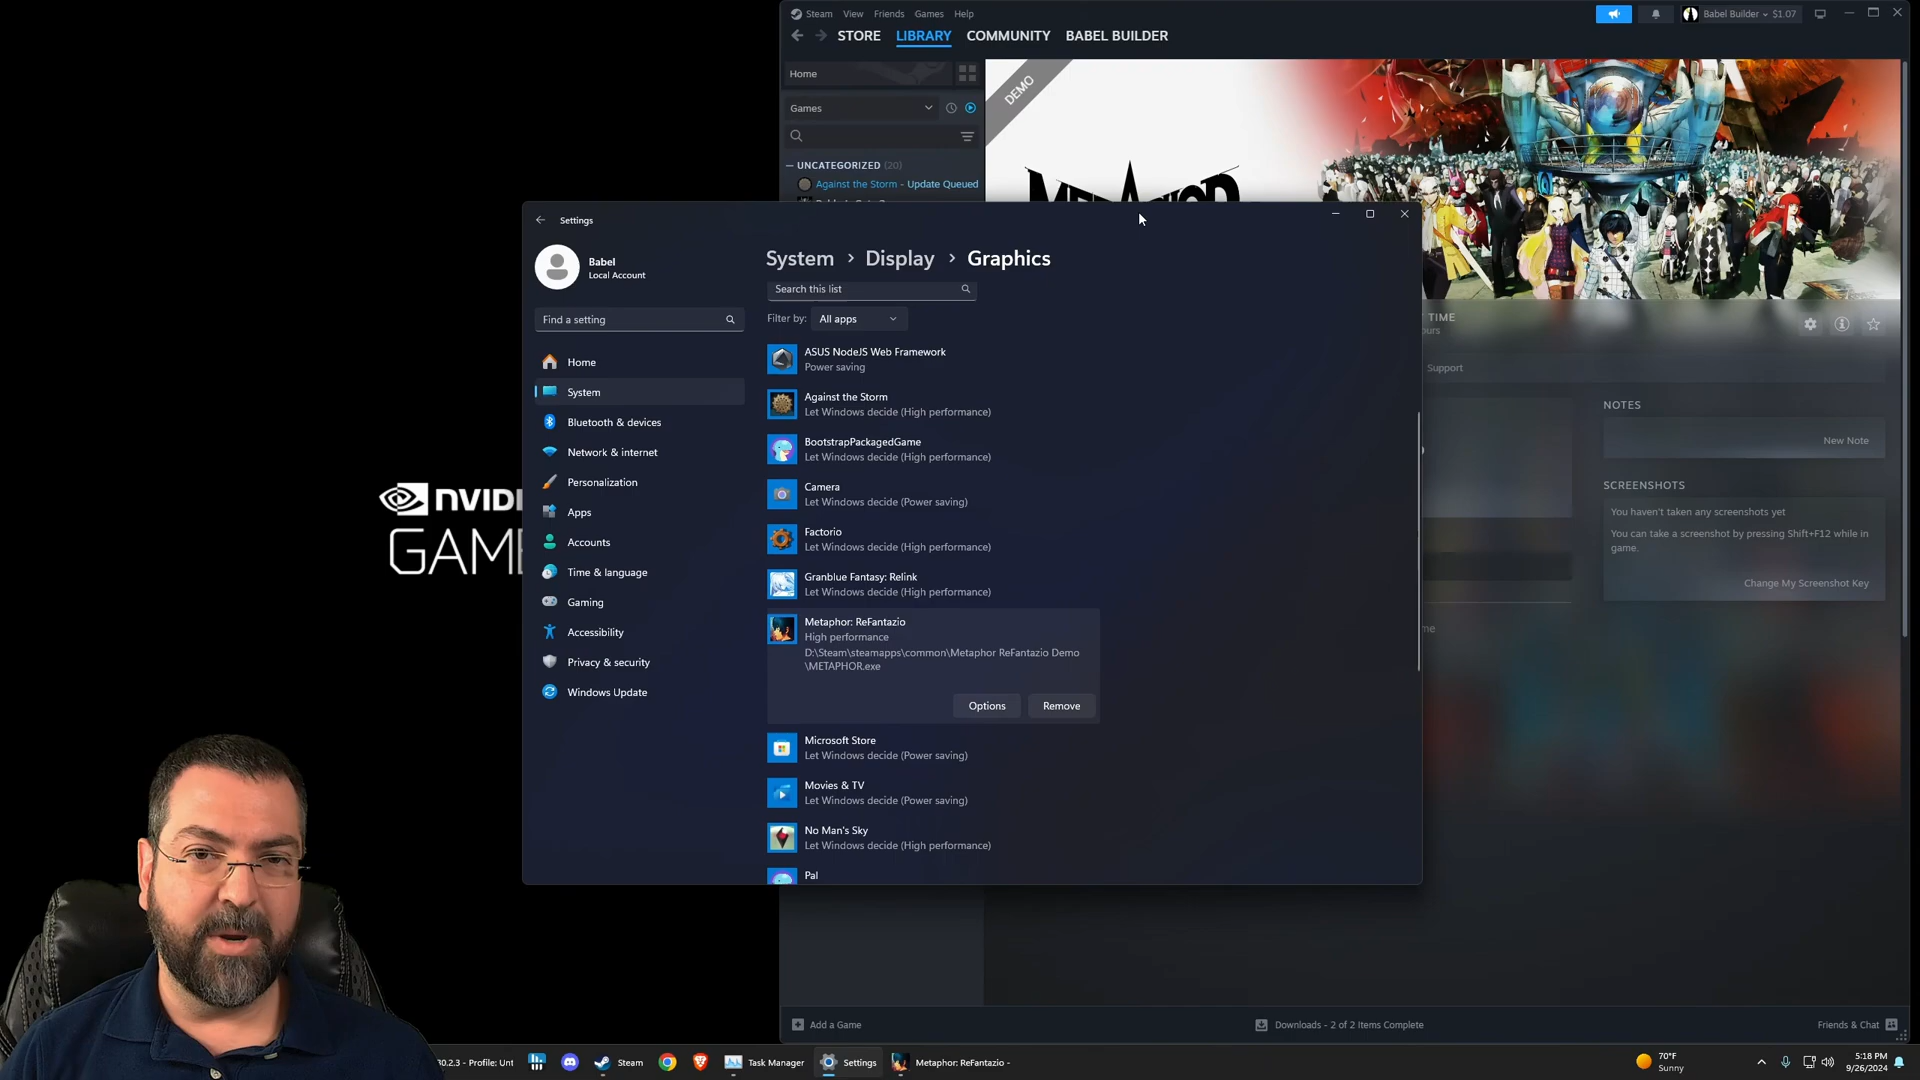 Steam View Friends Games Help
Babel Builder $1.07
STORE LIBRARY COMMUNITY BABEL BUILDER
Home
Games
UNCATEGORIZED (20)
Against the Storm - Update Queued
DEMO
Settings
Babel
Local Account
Find a setting
Home
System
Bluetooth & devices
Network & internet
Personalization
Apps
Accounts
Time & language
Gaming
Accessibility
Privacy & security
Windows Update
System > Display > Graphics
Search this list
Filter by: All apps
ASUS NodeJS Web Framework
Power saving
Against the Storm
Let Windows decide (High performance)
BootstrapPackagedGame
Let Windows decide (High performance)
Camera
Let Windows decide (Power saving)
Factorio
Let Windows decide (High performance)
Granblue Fantasy: Relink
Let Windows decide (High performance)
Metaphor: ReFantazio
High performance
D:\Steam\steamapps\common\Metaphor ReFantazio Demo
\METAPHOR.exe
Options Remove
Microsoft Store
Let Windows decide (Power saving)
Movies & TV
Let Windows decide (Power saving)
No Man's Sky
Let Windows decide (High performance)
Pal
NVIDI
GAME
TIME
ours
Support
NOTES
New Note
SCREENSHOTS
You haven't taken any screenshots yet
You can take a screenshot by pressing Shift+F12 while in
game.
Change My Screenshot Key
me
Add a Game
Downloads - 2 of 2 Items Complete
Friends & Chat
30.2.3 - Profile: Unt
Steam
Task Manager
Settings
Metaphor: ReFantazio -
70°F
Sunny
5:18 PM
9/26/2024